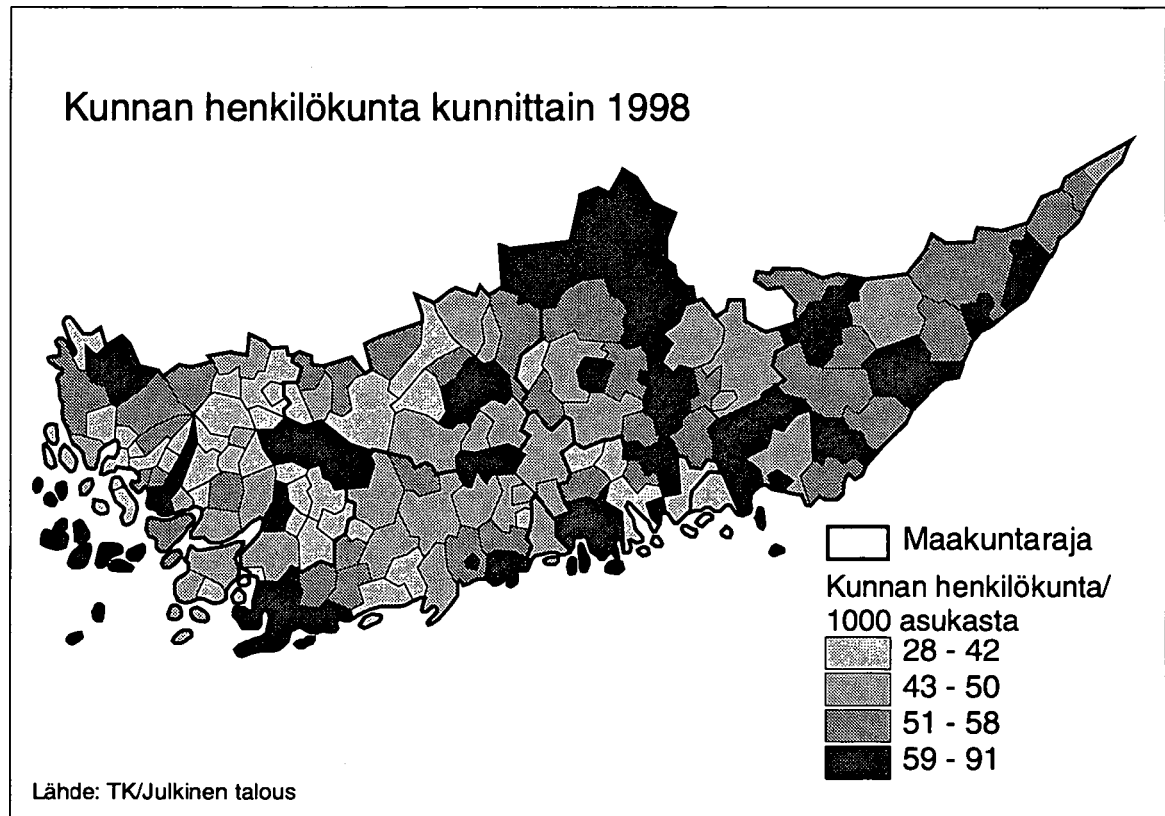 Kunnan henkilökunta kunnittain 1998
Maakuntaraja
Kunnan henkilökunta/
1000 asukasta
28 - 42
43 - 50
51 - 58
59 - 91
Lähde: TK/Julkinen talous